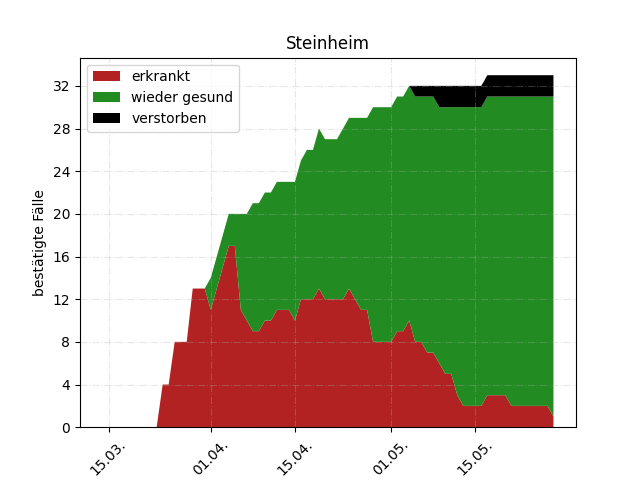 Steinheim
erkrankt
wieder gesund
verstorben
bestätigte Fälle
32
28
24
20
16
12
8
4
0
15.03.
01.04.
15.04.
01.05.
15.05.